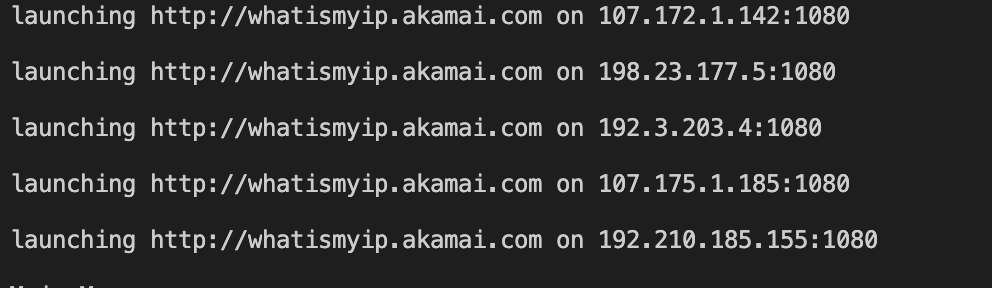 launching http://whatismyip.akamai.com on 107.172.1.142:1080
launching http://whatismyip.akamai.com on 198.23.177.5:1080
launching http://whatismyip.akamai.com on 192.3.203.4:1080
launching http://whatismyip.akamai.com on 107.175.1.185:1080
launching http://whatismyip.akamai.com on 192.210.185.155:1080